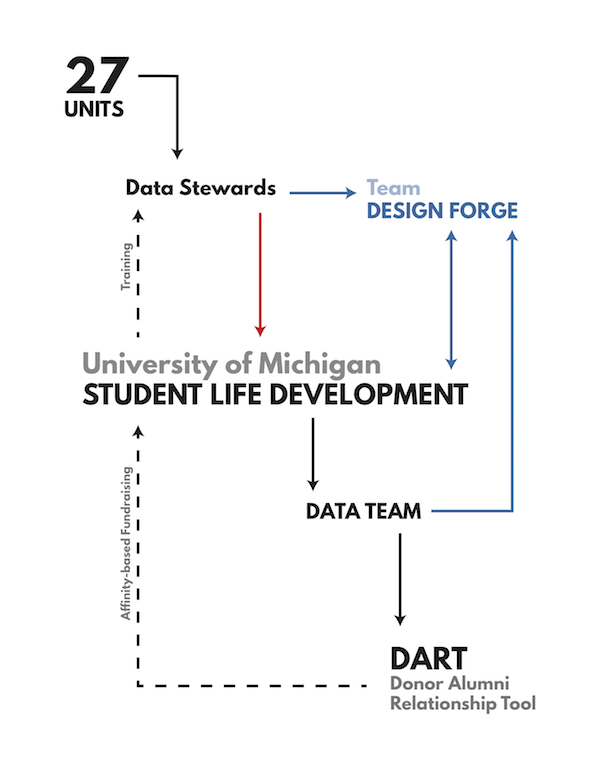 27
UNITS
Data Stewards
Team
DESIGN FORGE
Training
University of Michigan
STUDENT LIFE DEVELOPMENT
Affinity-based Fundraising
DATA TEAM
DART
Donor Alumni
Relationship Tool